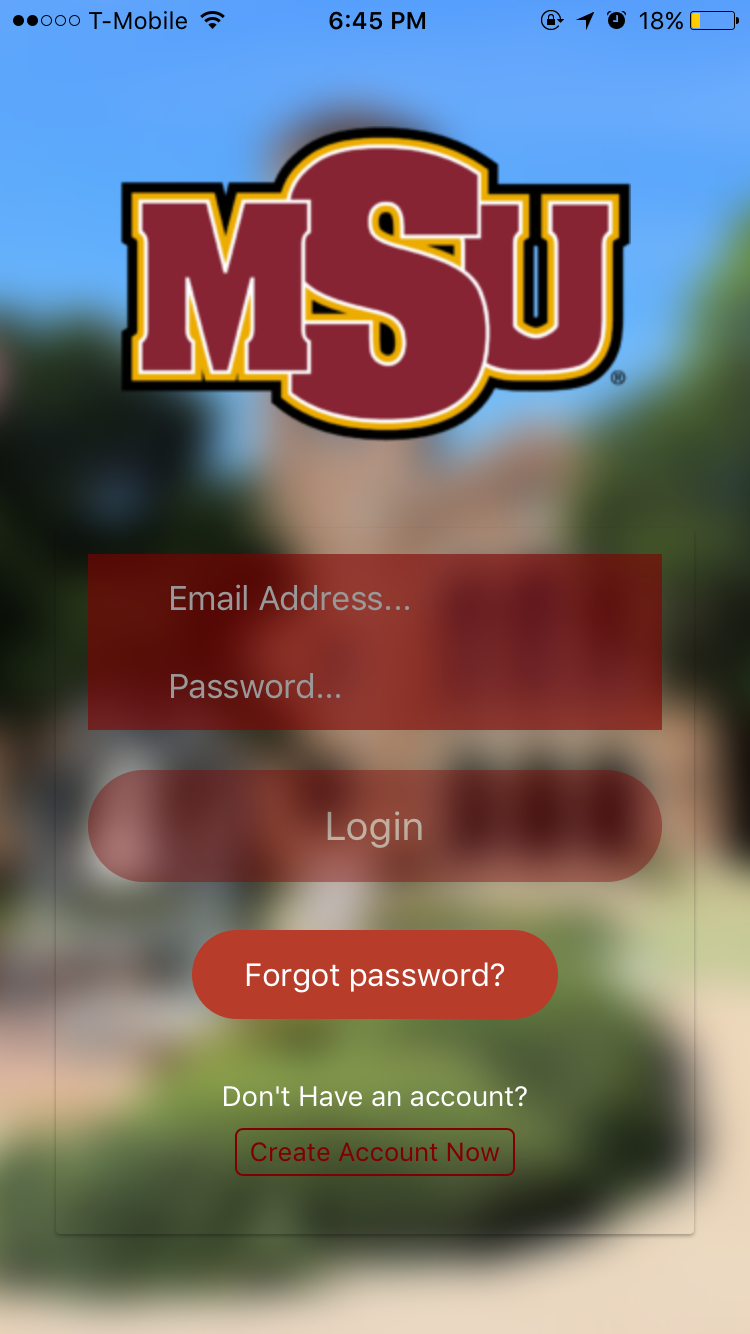 T-Mobile 6:45 PM 18%
MSU
®
Email Address...
Password...
Login
Forgot password?
Don't Have an account?
Create Account Now